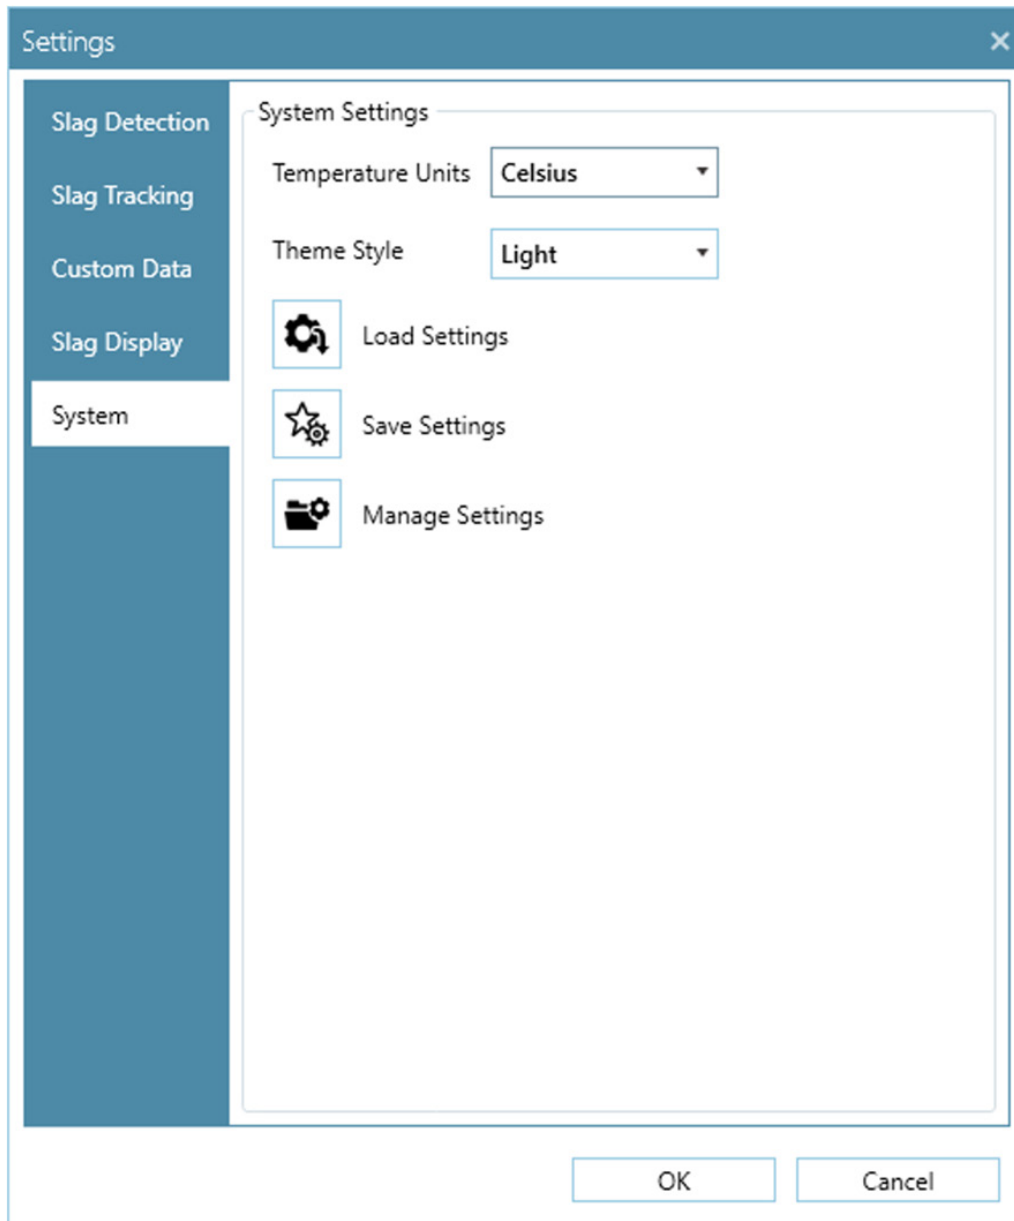 Settings
Slag Detection
Slag Tracking
Custom Data
Slag Display
System
System Settings
Temperature Units Celsius
Theme Style Light
Load Settings
Save Settings
Manage Settings
OK Cancel